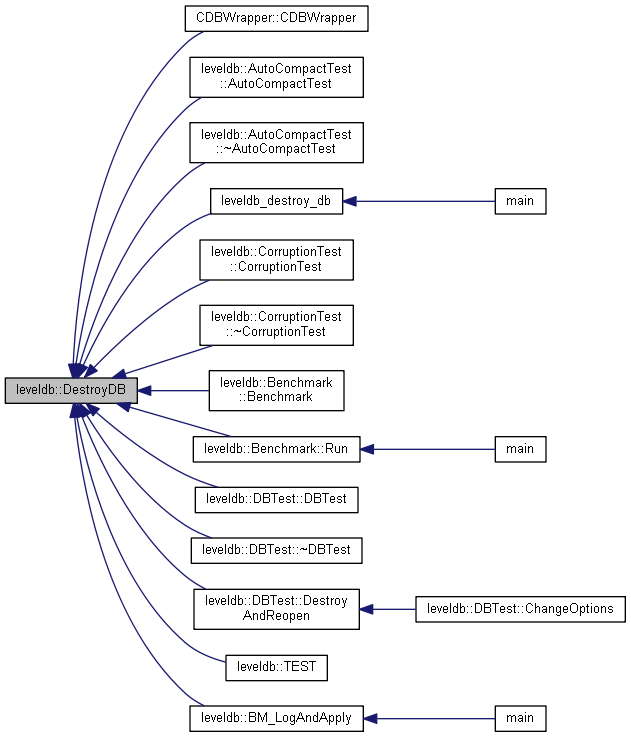 CDBWrapper::CDBWrapper
leveldb::AutoCompactTest
::AutoCompactTest
leveldb::AutoCompactTest
::~AutoCompactTest
leveldb_destroy_db
main
leveldb::CorruptionTest
::CorruptionTest
leveldb::CorruptionTest
::~CorruptionTest
leveldb::DestroyDB
leveldb::Benchmark
::Benchmark
leveldb::Benchmark::Run
main
leveldb::DBTest::DBTest
leveldb::DBTest::~DBTest
leveldb::DBTest::Destroy
AndReopen
leveldb::DBTest::ChangeOptions
leveldb::TEST
leveldb::BM_LogAndApply
main